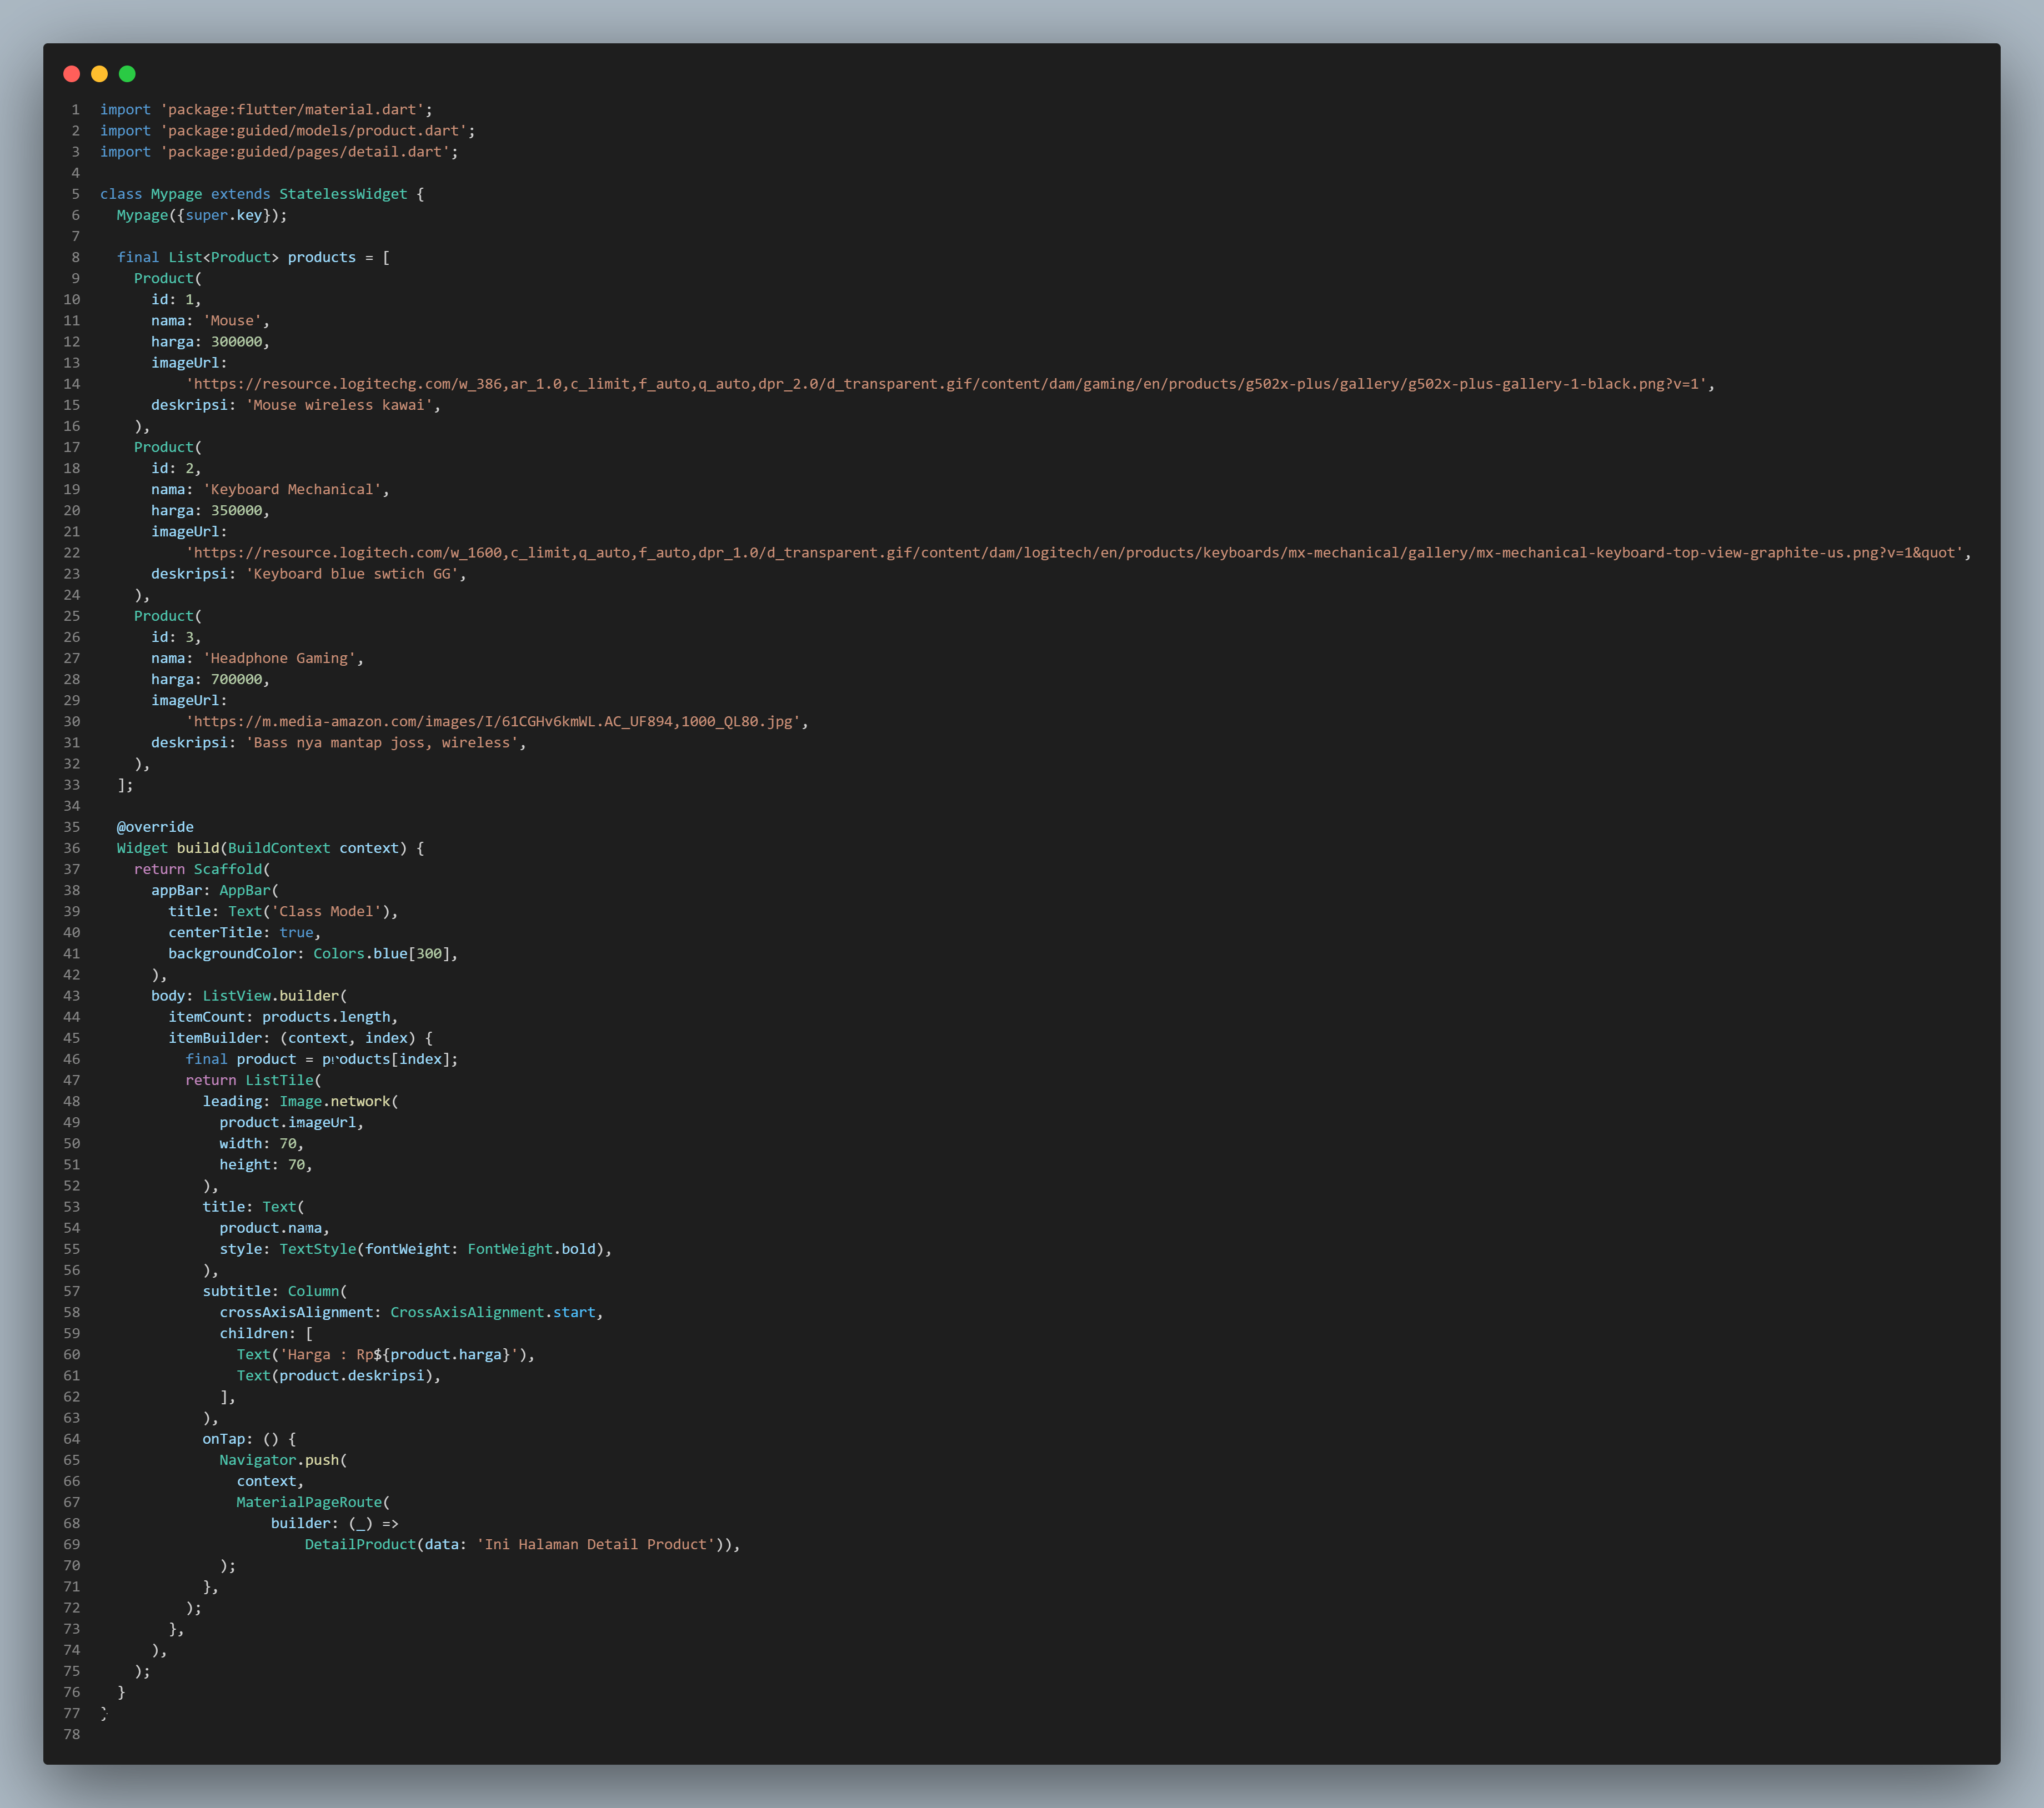 1 import 'package:flutter/material.dart';
2 import 'package:guided/models/product.dart';
3 import 'package:guided/pages/detail.dart';
4
5 class Mypage extends StatelessWidget {
6   Mypage({super.key});
7
8   final List<Product> products = [
9     Product(
10       id: 1,
11       nama: 'Mouse',
12       harga: 300000,
13       imageUrl:
14           'https://resource.logitechg.com/w_386,ar_1.0,c_limit,f_auto,q_auto,dpr_2.0/d_transparent.gif/content/dam/gaming/en/products/g502x-plus/gallery/g502x-plus-gallery-1-black.png?v=1',
15       deskripsi: 'Mouse wireless kawai',
16     ),
17     Product(
18       id: 2,
19       nama: 'Keyboard Mechanical',
20       harga: 350000,
21       imageUrl:
22           'https://resource.logitech.com/w_1600,c_limit,q_auto,f_auto,dpr_1.0/d_transparent.gif/content/dam/logitech/en/products/keyboards/mx-mechanical/gallery/mx-mechanical-keyboard-top-view-graphite-us.png?v=1&quot',
23       deskripsi: 'Keyboard blue swtich GG',
24     ),
25     Product(
26       id: 3,
27       nama: 'Headphone Gaming',
28       harga: 700000,
29       imageUrl:
30           'https://m.media-amazon.com/images/I/61CGHv6kmWL.AC_UF894,1000_QL80.jpg',
31       deskripsi: 'Bass nya mantap joss, wireless',
32     ),
33   ];
34
35   @override
36   Widget build(BuildContext context) {
37     return Scaffold(
38       appBar: AppBar(
39         title: Text('Class Model'),
40         centerTitle: true,
41         backgroundColor: Colors.blue[300],
42       ),
43       body: ListView.builder(
44         itemCount: products.length,
45         itemBuilder: (context, index) {
46           final product = products[index];
47           return ListTile(
48             leading: Image.network(
49               product.imageUrl,
50               width: 70,
51               height: 70,
52             ),
53             title: Text(
54               product.nama,
55               style: TextStyle(fontWeight: FontWeight.bold),
56             ),
57             subtitle: Column(
58               crossAxisAlignment: CrossAxisAlignment.start,
59               children: [
60                 Text('Harga : Rp${product.harga}'),
61                 Text(product.deskripsi),
62               ],
63             ),
64             onTap: () {
65               Navigator.push(
66                 context,
67                 MaterialPageRoute(
68                     builder: (_) =>
69                         DetailProduct(data: 'Ini Halaman Detail Product')),
70               );
71             },
72           );
73         },
74       ),
75     );
76   }
77 }
78